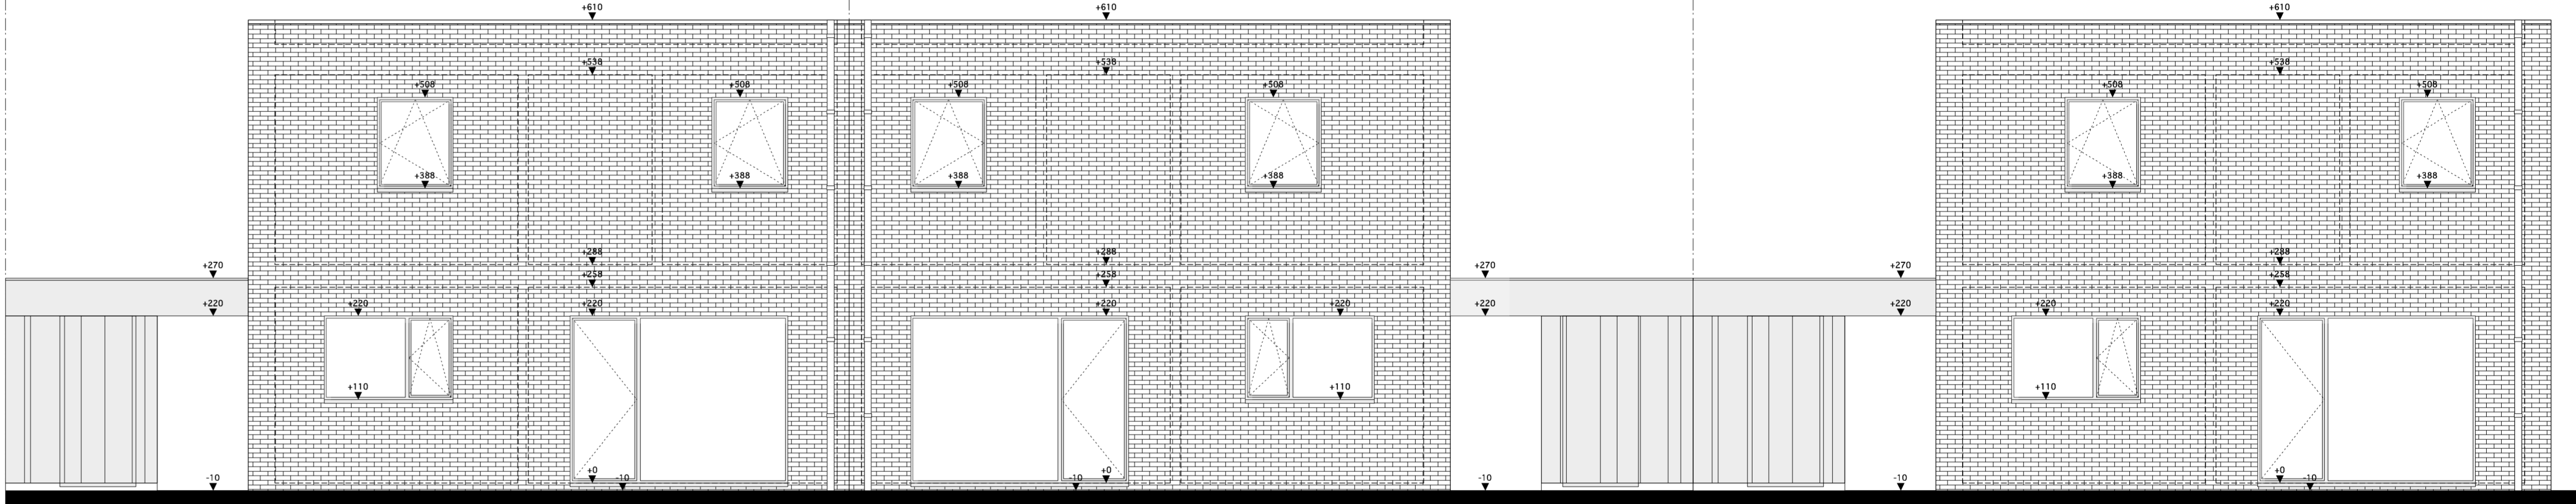 +610 +610 +610
+538 +538 +538
+508 +508 +508 +508 +508 +508
+388 +388 +388 +388 +388 +388
+288 +288 +288
+270 +270 +270
+258 +258 +258
+220 +220 +220 +220 +220 +220 +220 +220 +220
+110 +110 +110
+0 +0 +0
-10 -10 -10 -10 -10 -10